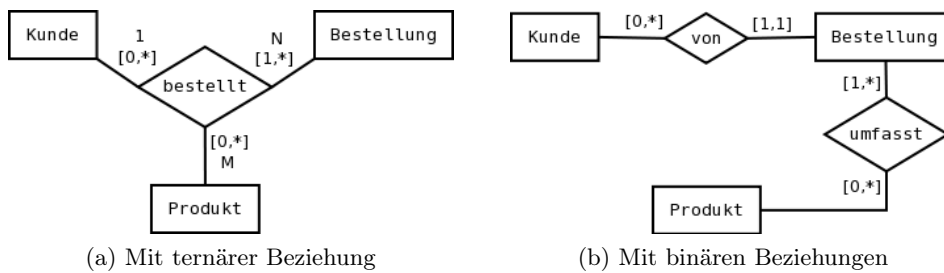 Kunde
1
[0,*]
N
[1,*]
Bestellung
bestellt
[0,*]
M
Produkt
(a) Mit ternärer Beziehung
Kunde
[0,*]
von
[1,1]
Bestellung
[1,*]
umfasst
[0,*]
Produkt
(b) Mit binären Beziehungen